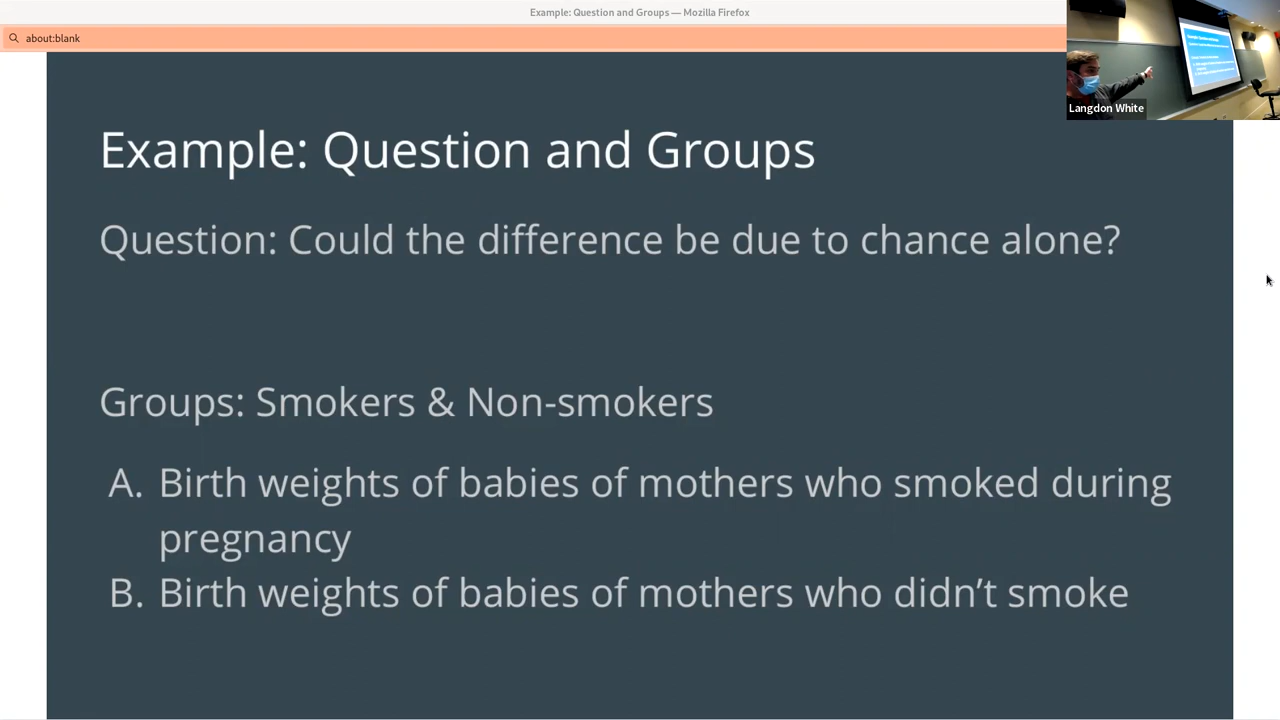 Example: Question and Groups — Mozilla Firefox
about:blank
Langdon White
Example: Question and Groups
Question: Could the difference be due to chance alone?
Groups: Smokers & Non-smokers
A. Birth weights of babies of mothers who smoked during
pregnancy
B. Birth weights of babies of mothers who didn’t smoke